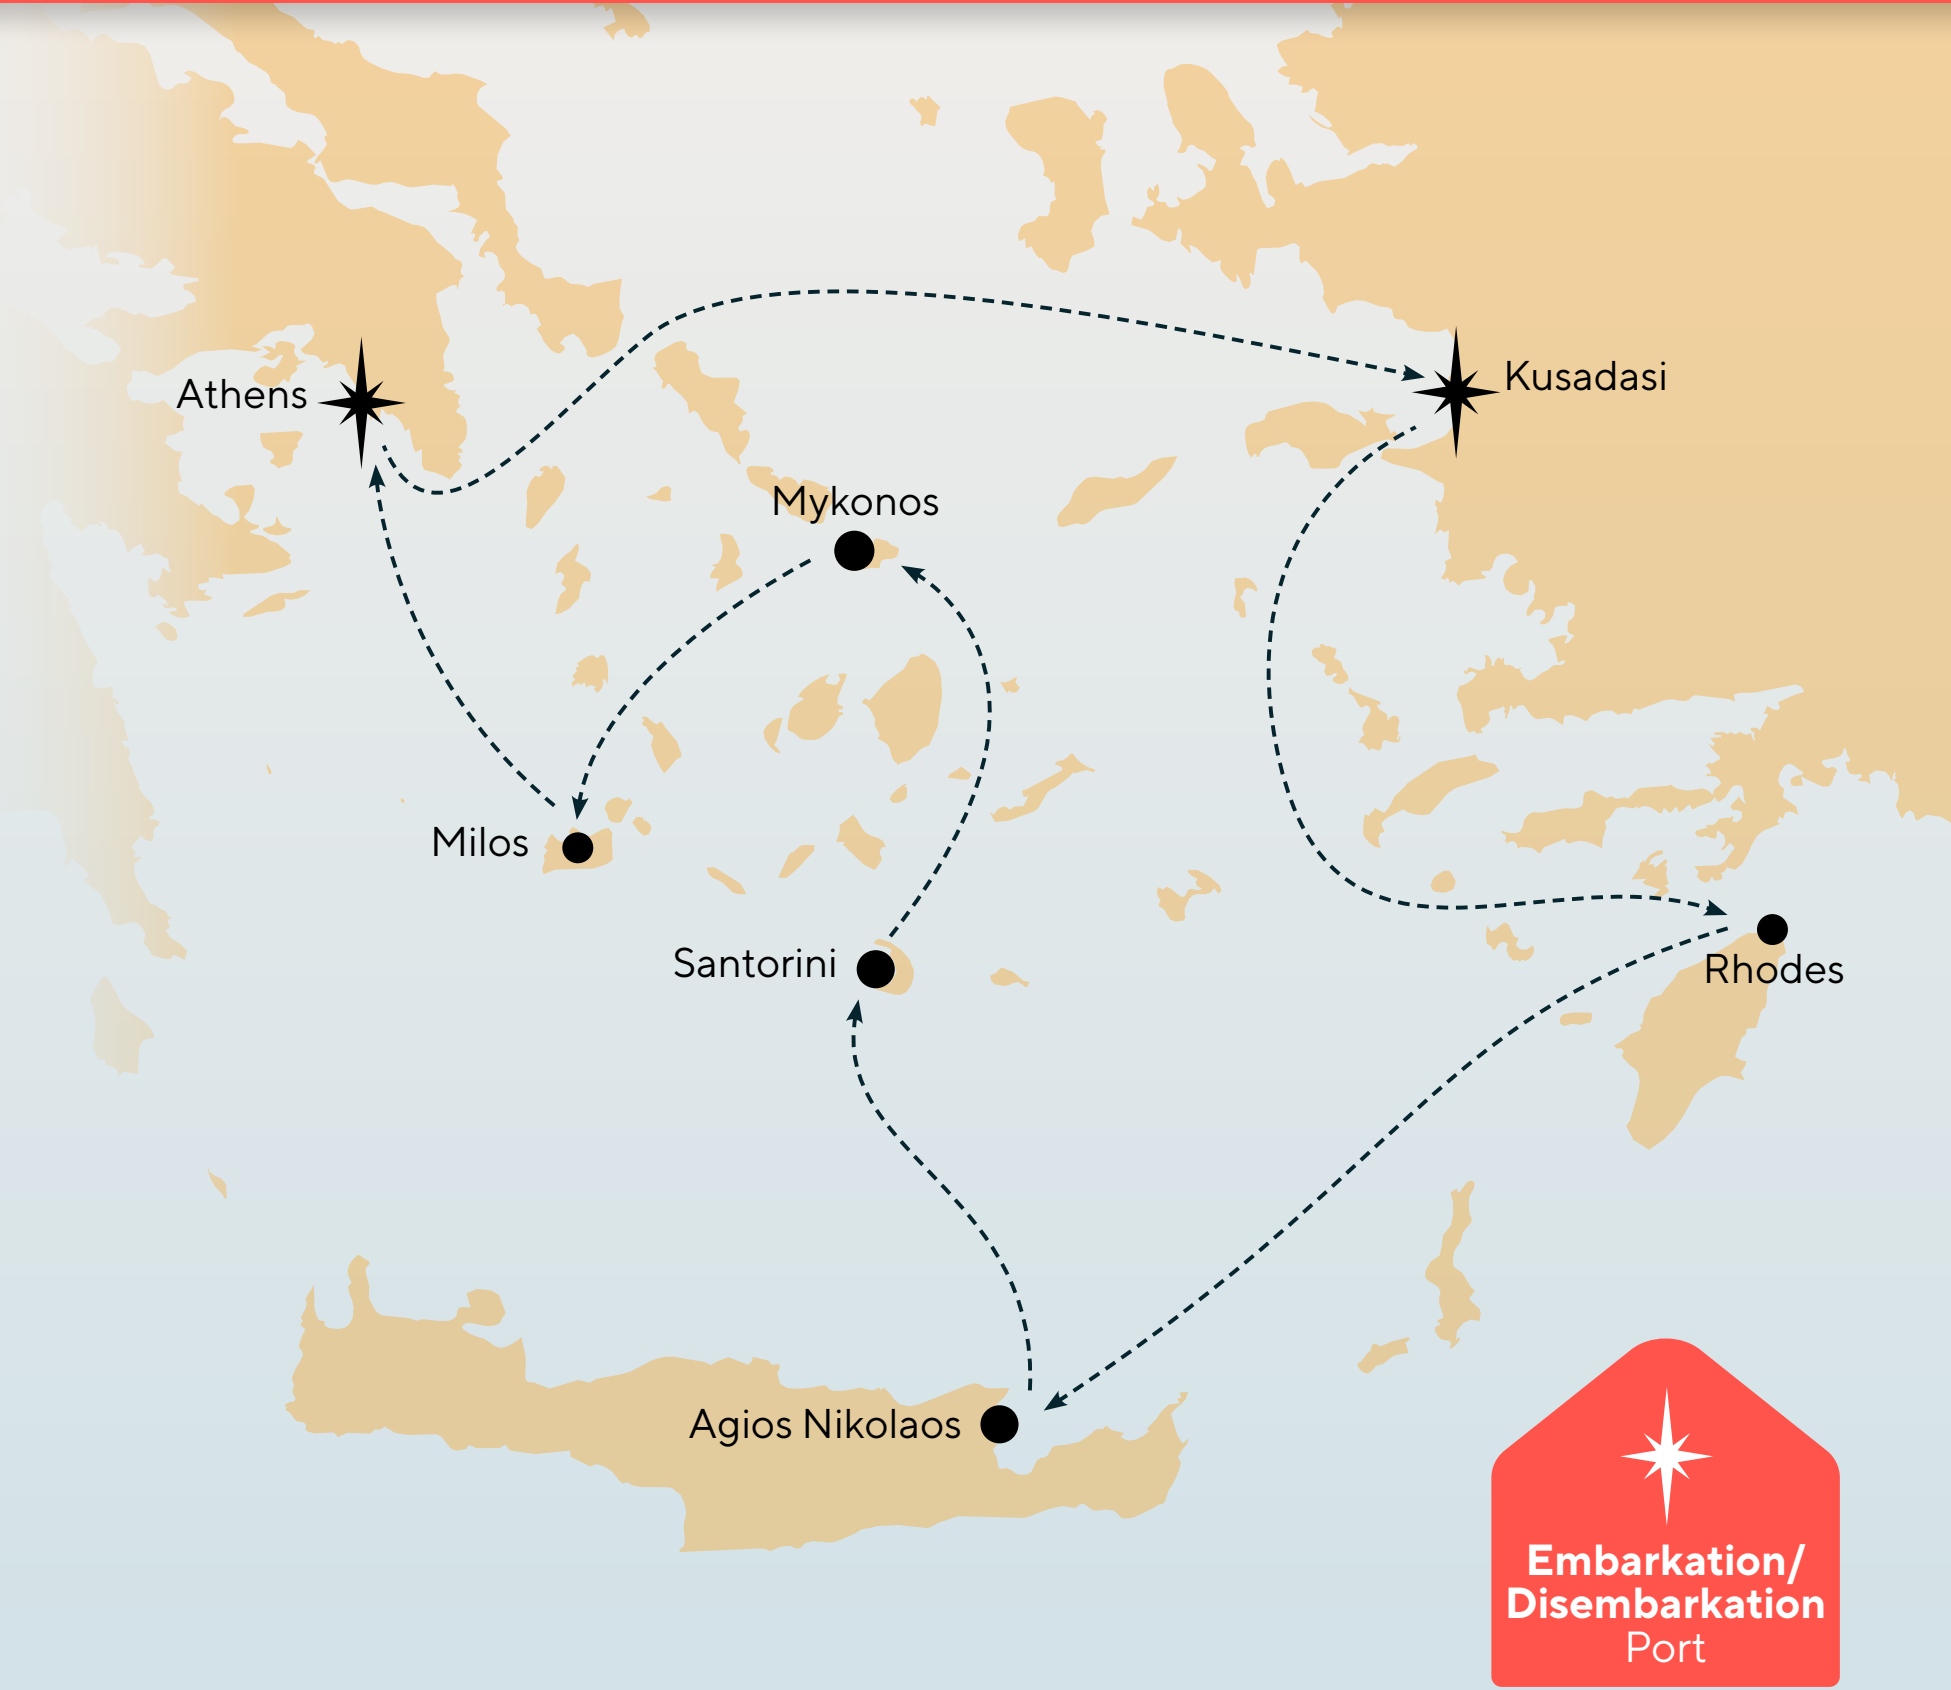 Athens
Kusadasi
Mykonos
Milos
Santorini
Rhodes
Agios Nikolaos
Embarkation/
Disembarkation
Port